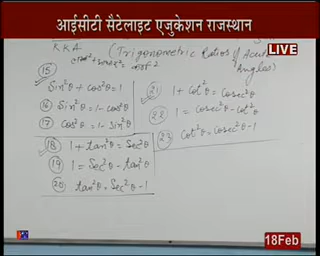 आईसीटी सैटेलाइट एजुकेशन राजस्थान
LIVE
RKA
(Trigonometric Ratios of Acute Angles)
15
Sin²θ + cos²θ = 1
16 Sin²θ = 1 - cos²θ
17 cos²θ = 1 - Sin²θ
18 1 + tan²θ = Sec²θ
19 1 = Sec²θ - tan²θ
20 tan²θ = Sec²θ - 1
21 1 + cot²θ = cosec²θ
22 1 = cosec²θ - cot²θ
23 cot²θ = cosec²θ - 1
18Feb